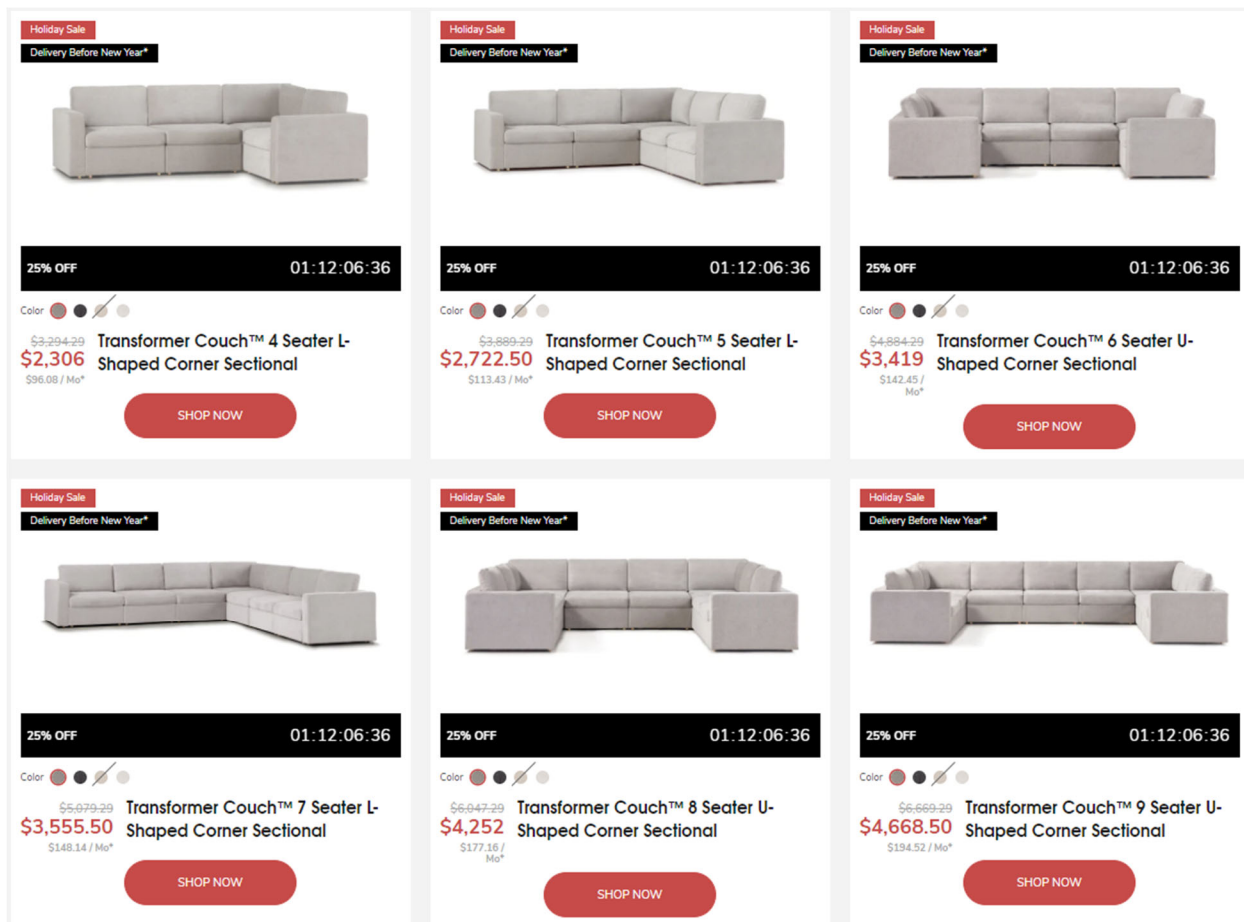 Holiday Sale
Delivery Before New Year*
25% OFF
01:12:06:36
Color
$3,294.29
$2,306
$96.08 / Mo*
Transformer Couch™ 4 Seater L-
Shaped Corner Sectional
SHOP NOW
Holiday Sale
Delivery Before New Year*
25% OFF
01:12:06:36
Color
$3,889.29
$2,722.50
$113.43 / Mo*
Transformer Couch™ 5 Seater L-
Shaped Corner Sectional
SHOP NOW
Holiday Sale
Delivery Before New Year*
25% OFF
01:12:06:36
Color
$4,884.29
$3,419
$142.45 /
Mo*
Transformer Couch™ 6 Seater U-
Shaped Corner Sectional
SHOP NOW
Holiday Sale
Delivery Before New Year*
25% OFF
01:12:06:36
Color
$5,079.29
$3,555.50
$148.14 / Mo*
Transformer Couch™ 7 Seater L-
Shaped Corner Sectional
SHOP NOW
Holiday Sale
Delivery Before New Year*
25% OFF
01:12:06:36
Color
$6,047.29
$4,252
$177.16 /
Mo*
Transformer Couch™ 8 Seater U-
Shaped Corner Sectional
SHOP NOW
Holiday Sale
Delivery Before New Year*
25% OFF
01:12:06:36
Color
$6,669.29
$4,668.50
$194.52 / Mo*
Transformer Couch™ 9 Seater U-
Shaped Corner Sectional
SHOP NOW